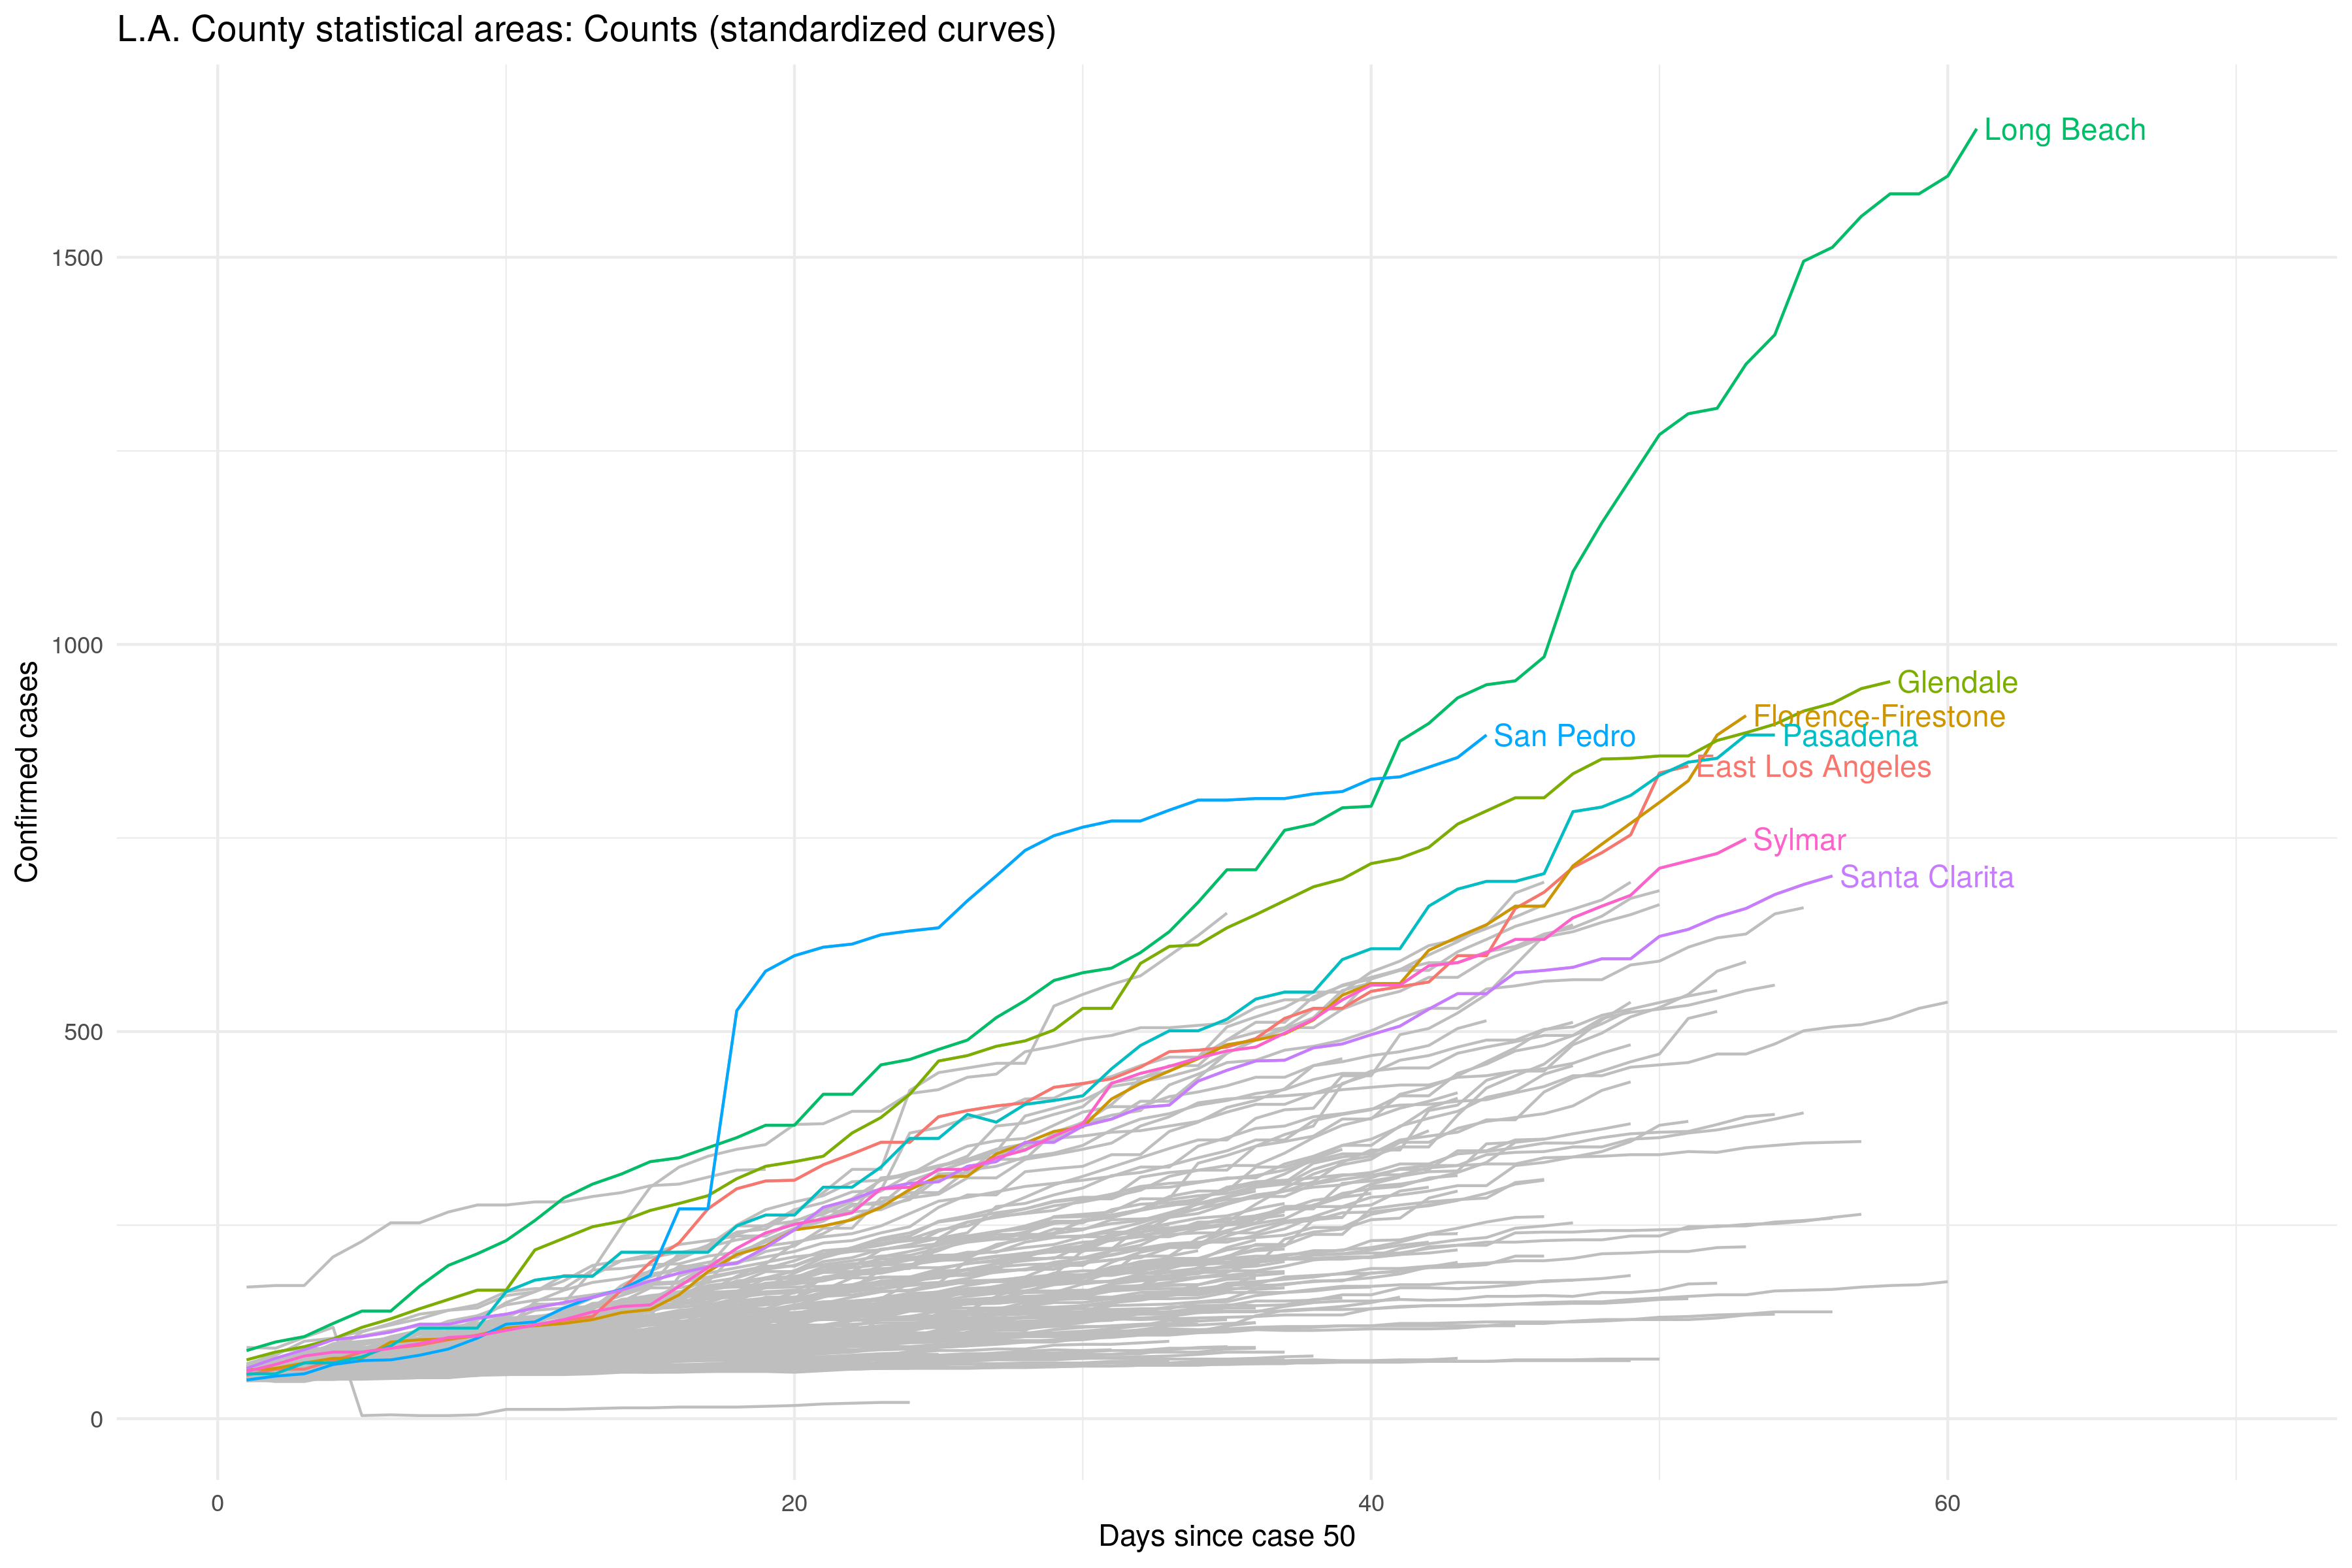 L.A. County statistical areas: Counts (standardized curves)
Long Beach
1500
1000
Glendale
Florence-Firestone
San Pedro
Pasadena
East Los Angeles
Confirmed cases
Sylmar
Santa Clarita
500
0
0 20 40 60
Days since case 50